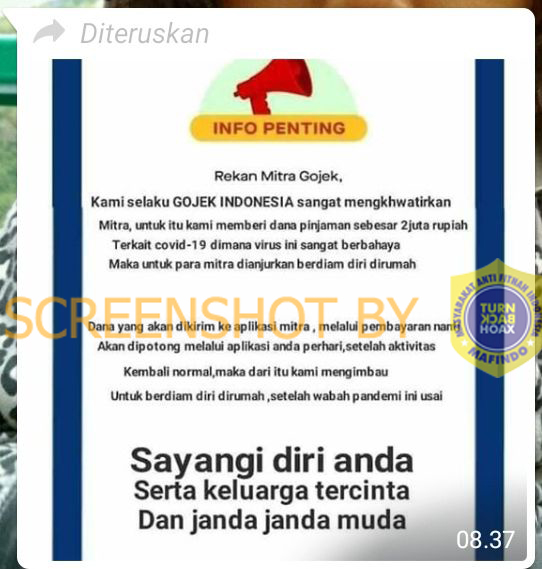 Diteruskan
INFO PENTING
Rekan Mitra Gojek,
Kami selaku GOJEK INDONESIA sangat mengkhwatirkan
Mitra, untuk itu kami memberi dana pinjaman sebesar 2juta rupiah
Terkait covid-19 dimana virus ini sangat berbahaya
Maka untuk para mitra dianjurkan berdiam diri dirumah
SCREENSHOT BY
MASYARAKAT ANTI FITNAH INDONESIA
TURN
BACK
HOAX
MAFINDO
Dana yang akan dikirim ke aplikasi mitra , melalui pembayaran nanti
Akan dipotong melalui aplikasi anda perhari,setelah aktivitas
Kembali normal,maka dari itu kami mengimbau
Untuk berdiam diri dirumah ,setelah wabah pandemi ini usai
Sayangi diri anda
Serta keluarga tercinta
Dan janda janda muda
08.37